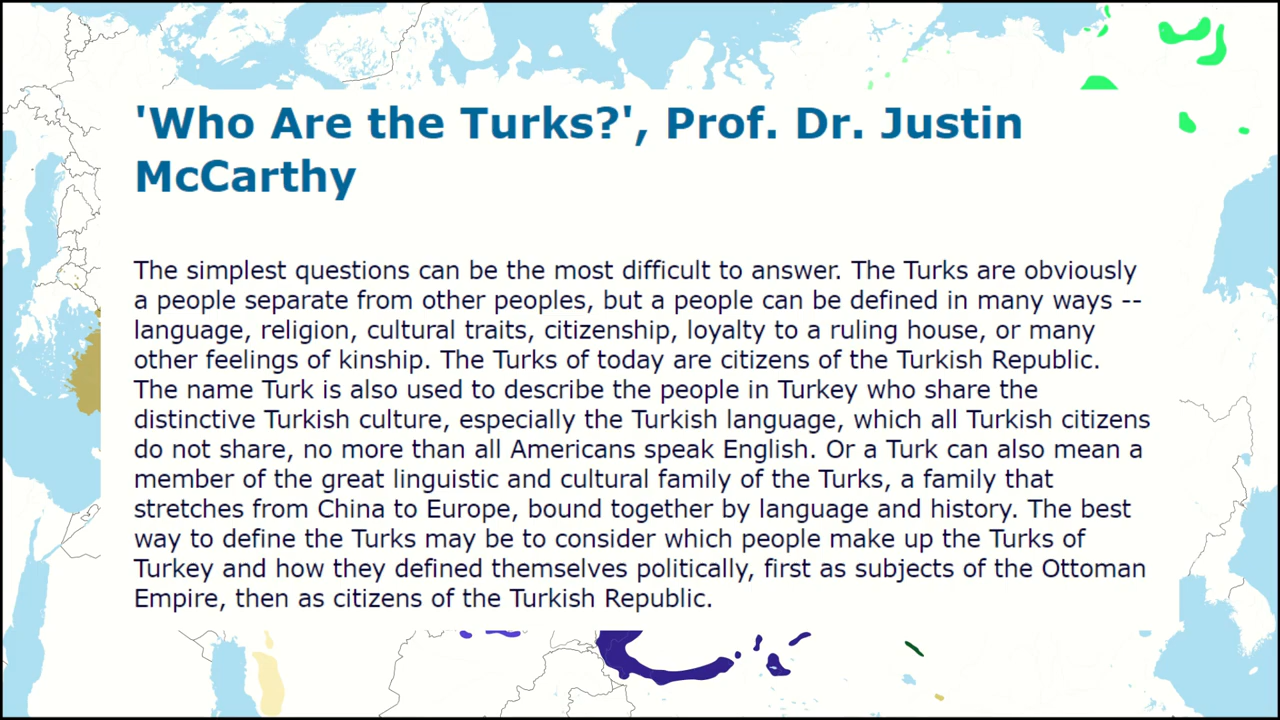 'Who Are the Turks?', Prof. Dr. Justin
McCarthy
The simplest questions can be the most difficult to answer. The Turks are obviously
a people separate from other peoples, but a people can be defined in many ways --
language, religion, cultural traits, citizenship, loyalty to a ruling house, or many
other feelings of kinship. The Turks of today are citizens of the Turkish Republic.
The name Turk is also used to describe the people in Turkey who share the
distinctive Turkish culture, especially the Turkish language, which all Turkish citizens
do not share, no more than all Americans speak English. Or a Turk can also mean a
member of the great linguistic and cultural family of the Turks, a family that
stretches from China to Europe, bound together by language and history. The best
way to define the Turks may be to consider which people make up the Turks of
Turkey and how they defined themselves politically, first as subjects of the Ottoman
Empire, then as citizens of the Turkish Republic.